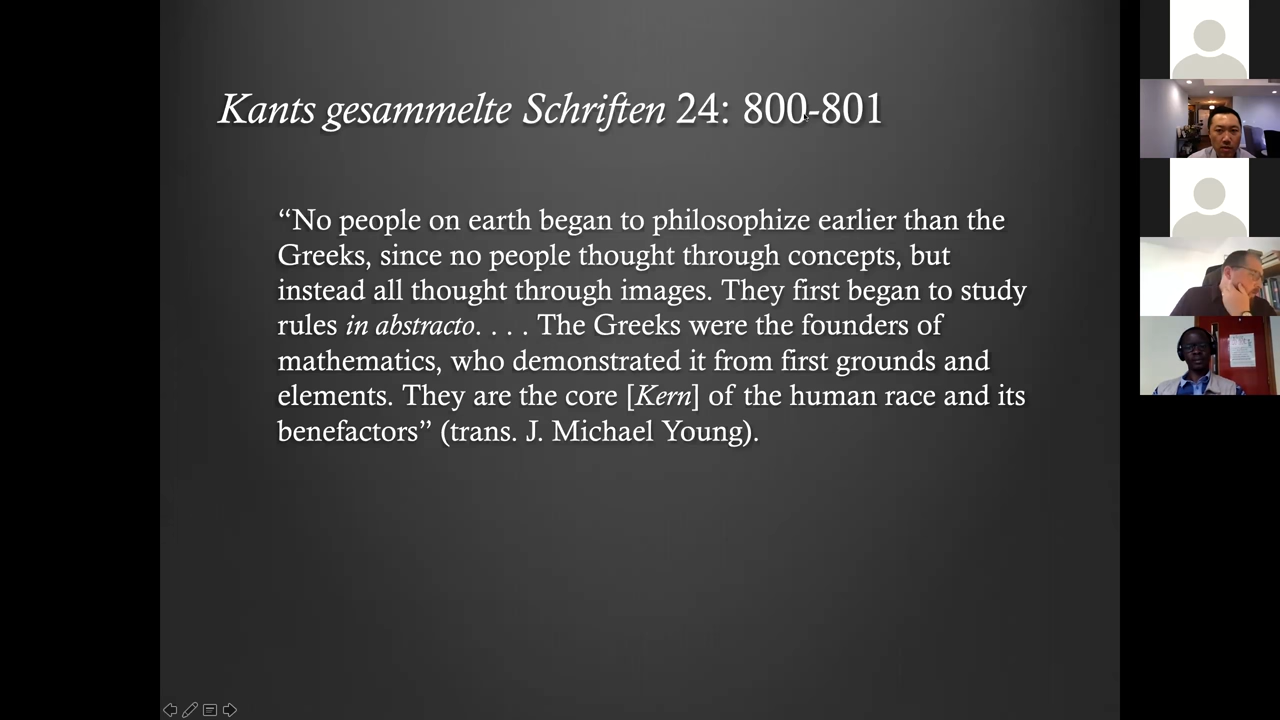 Kants gesammelte Schriften 24: 800-801
“No people on earth began to philosophize earlier than the
Greeks, since no people thought through concepts, but
instead all thought through images. They first began to study
rules in abstracto. . . . The Greeks were the founders of
mathematics, who demonstrated it from first grounds and
elements. They are the core [Kern] of the human race and its
benefactors” (trans. J. Michael Young).